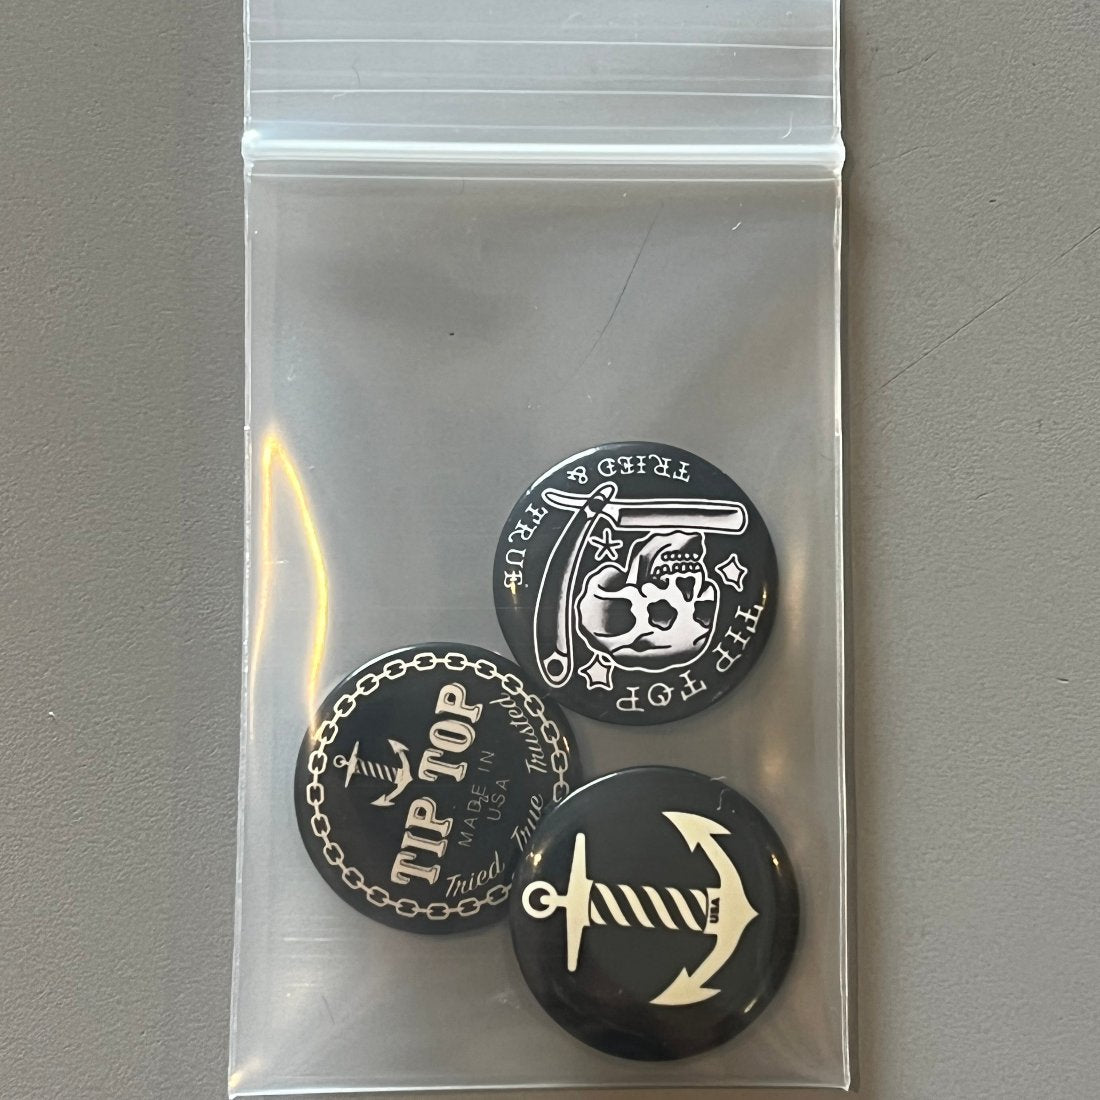 TRIED & TRUE
TIP TOP
TIP TOP
MADE IN
USA
Tried True Trusted
USA